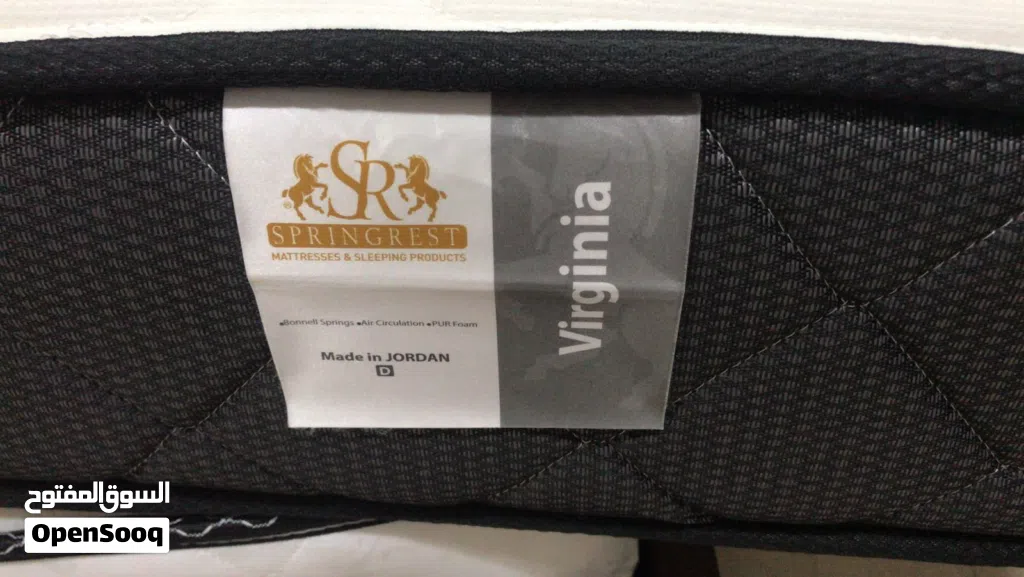 SR
SPRINGREST
MATTRESSES & SLEEPING PRODUCTS
•Bonnell Springs •Air Circulation •PUR Foam
Made in JORDAN
D
Virginia
السوق المفتوح
OpenSooq